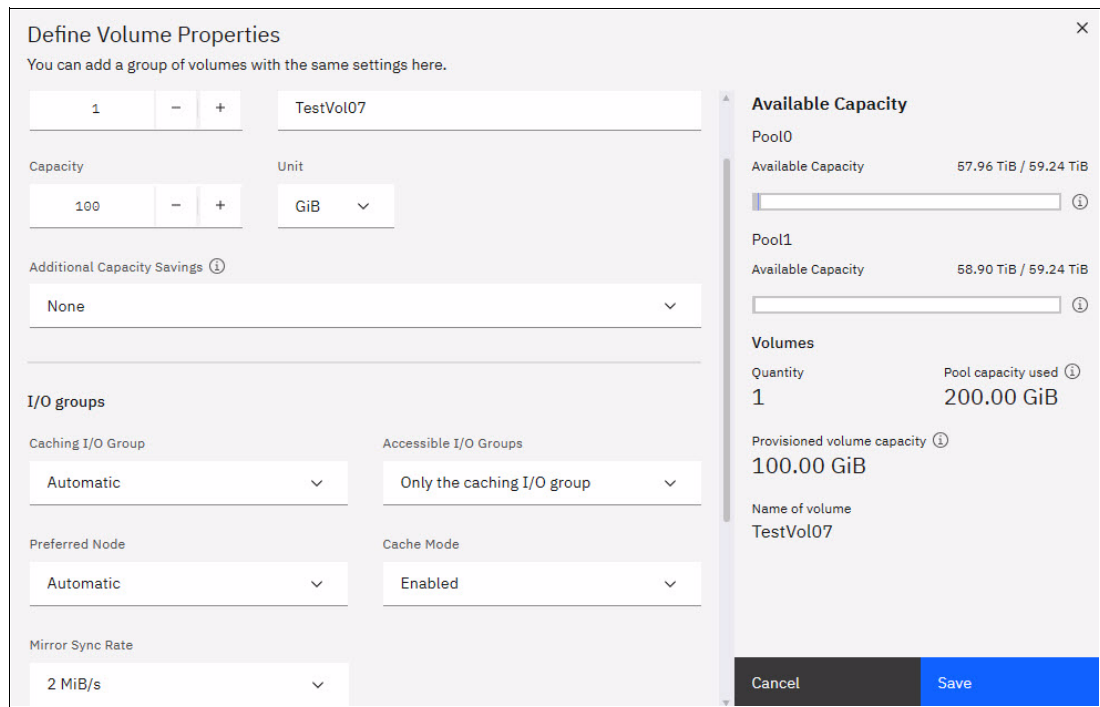 Define Volume Properties
You can add a group of volumes with the same settings here.
1 − + TestVol07
Capacity Unit
100 − + GiB
Additional Capacity Savings
None
I/O groups
Caching I/O Group Accessible I/O Groups
Automatic Only the caching I/O group
Preferred Node Cache Mode
Automatic Enabled
Mirror Sync Rate
2 MiB/s
Available Capacity
Pool0
Available Capacity 57.96 TiB / 59.24 TiB
Pool1
Available Capacity 58.90 TiB / 59.24 TiB
Volumes
Quantity Pool capacity used
1 200.00 GiB
Provisioned volume capacity
100.00 GiB
Name of volume
TestVol07
Cancel Save